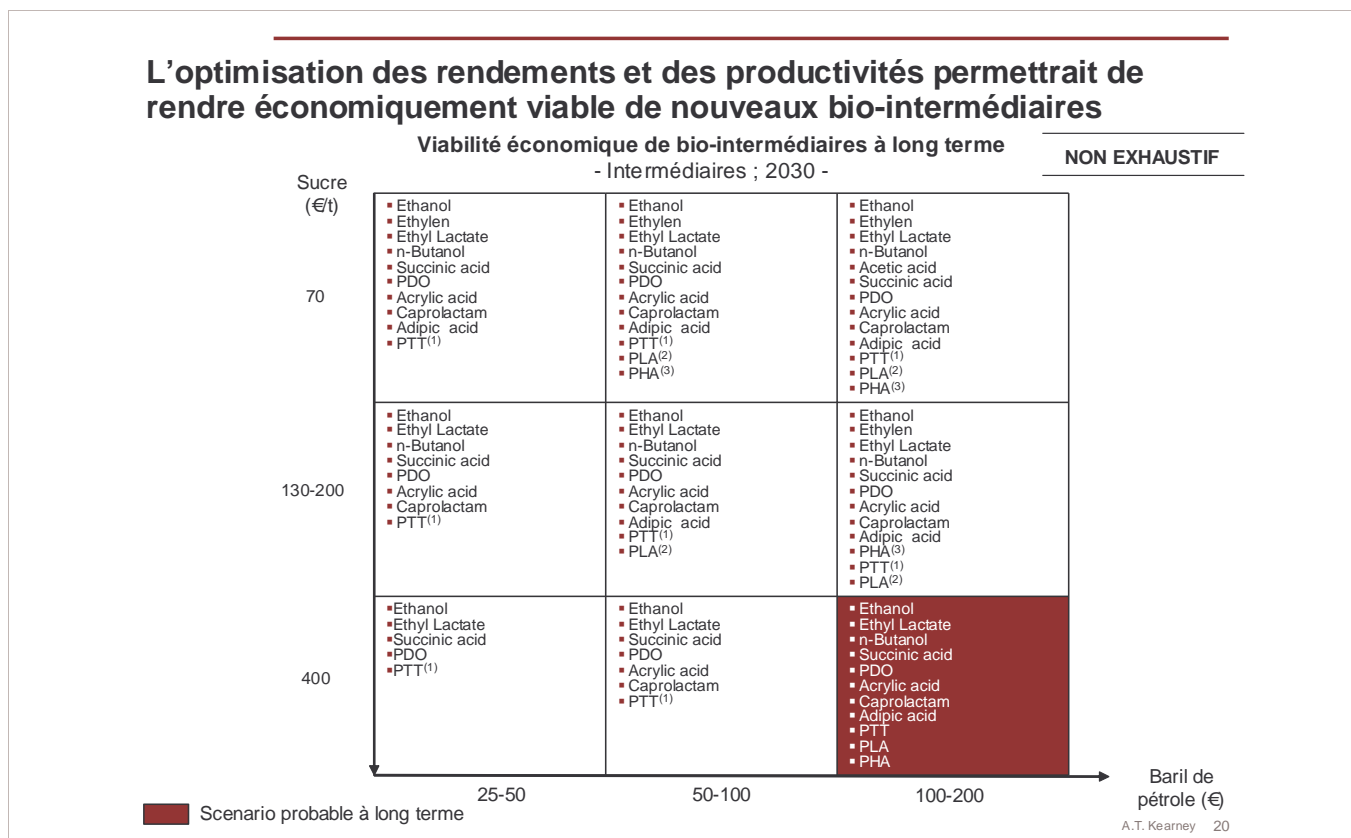 L’optimisation des rendements et des productivités permettrait de
rendre économiquement viable de nouveaux bio-intermédiaires
Viabilité économique de bio-intermédiaires à long terme
- Intermédiaires ; 2030 -
NON EXHAUSTIF
Sucre
(€/t)
70
▪ Ethanol
▪ Ethylen
▪ Ethyl Lactate
▪ n-Butanol
▪ Succinic acid
▪ PDO
▪ Acrylic acid
▪ Caprolactam
▪ Adipic acid
▪ PTT(1)
▪ Ethanol
▪ Ethylen
▪ Ethyl Lactate
▪ n-Butanol
▪ Succinic acid
▪ PDO
▪ Acrylic acid
▪ Caprolactam
▪ Adipic acid
▪ PTT(1)
▪ PLA(2)
▪ PHA(3)
▪ Ethanol
▪ Ethylen
▪ Ethyl Lactate
▪ n-Butanol
▪ Acetic acid
▪ Succinic acid
▪ PDO
▪ Acrylic acid
▪ Caprolactam
▪ Adipic acid
▪ PTT(1)
▪ PLA(2)
▪ PHA(3)
130-200
▪ Ethanol
▪ Ethyl Lactate
▪ n-Butanol
▪ Succinic acid
▪ PDO
▪ Acrylic acid
▪ Caprolactam
▪ PTT(1)
▪ Ethanol
▪ Ethyl Lactate
▪ n-Butanol
▪ Succinic acid
▪ PDO
▪ Acrylic acid
▪ Caprolactam
▪ Adipic acid
▪ PTT(1)
▪ PLA(2)
▪ Ethanol
▪ Ethylen
▪ Ethyl Lactate
▪ n-Butanol
▪ Succinic acid
▪ PDO
▪ Acrylic acid
▪ Caprolactam
▪ Adipic acid
▪ PHA(3)
▪ PTT(1)
▪ PLA(2)
400
▪Ethanol
▪Ethyl Lactate
▪Succinic acid
▪PDO
▪PTT(1)
▪ Ethanol
▪ Ethyl Lactate
▪ Succinic acid
▪ PDO
▪ Acrylic acid
▪ Caprolactam
▪ PTT(1)
▪ Ethanol
▪ Ethyl Lactate
▪ n-Butanol
▪ Succinic acid
▪ PDO
▪ Acrylic acid
▪ Caprolactam
▪ Adipic acid
▪ PTT
▪ PLA
▪ PHA
25-50
50-100
100-200
Baril de
pétrole (€)
Scenario probable à long terme
A.T. Kearney 20